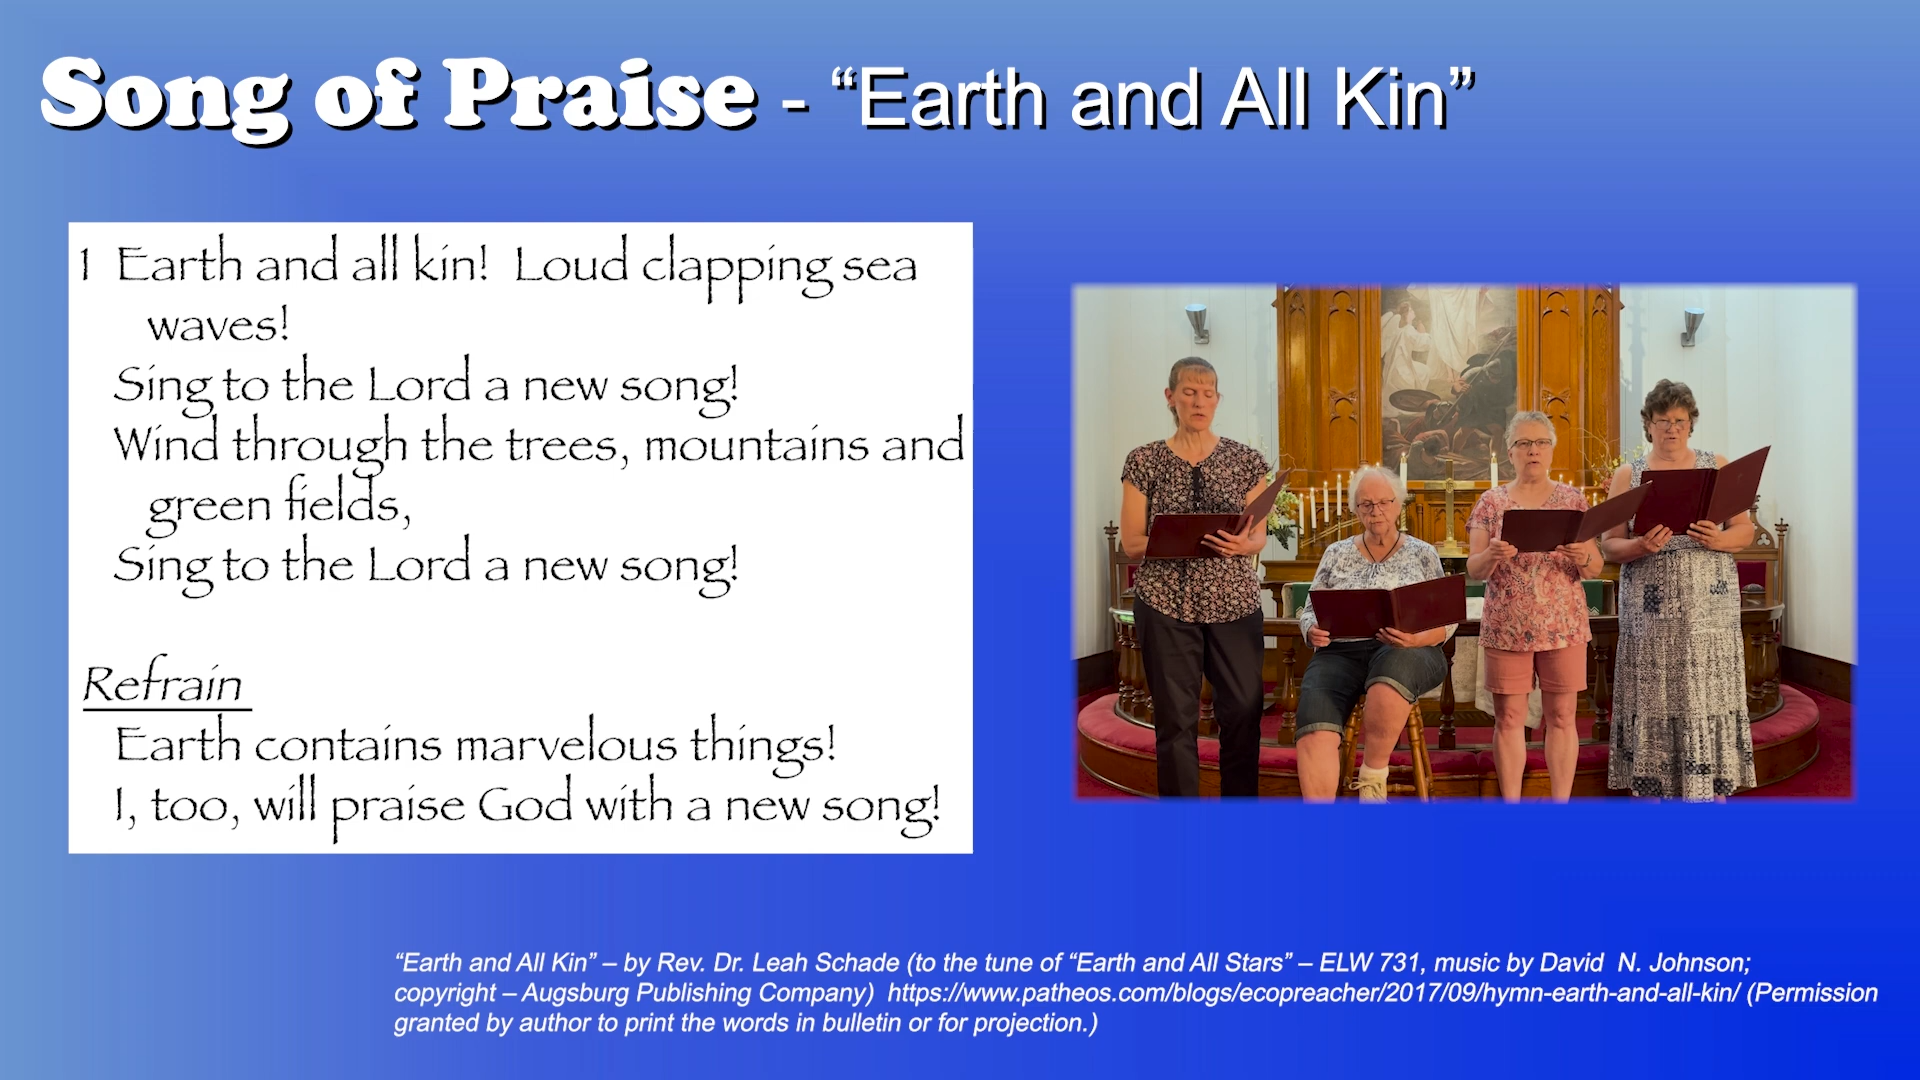 Song of Praise - “Earth and All Kin”
1 Earth and all kin! Loud clapping sea
waves!
Sing to the Lord a new song!
Wind through the trees, mountains and
green fields,
Sing to the Lord a new song!
Refrain
Earth contains marvelous things!
I, too, will praise God with a new song!
“Earth and All Kin” – by Rev. Dr. Leah Schade (to the tune of “Earth and All Stars” – ELW 731, music by David N. Johnson;
copyright – Augsburg Publishing Company) https://www.patheos.com/blogs/ecopreacher/2017/09/hymn-earth-and-all-kin/ (Permission
granted by author to print the words in bulletin or for projection.)